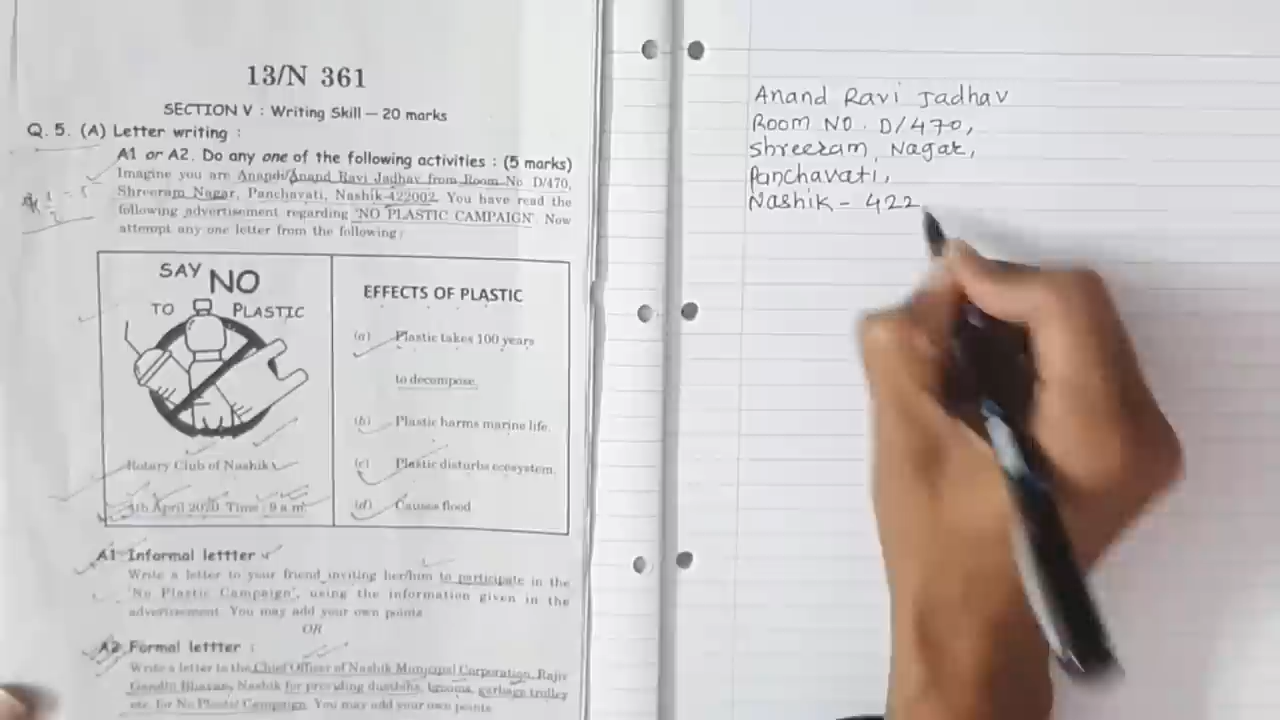 13/N 361
SECTION V : Writing Skill — 20 marks
Q. 5. (A) Letter writing :
A1 or A2. Do any one of the following activities : (5 marks)
Imagine you are Anandi/Anand Ravi Jadhav from Room No D/470,
Shreeram Nagar, Panchavati, Nashik-422002. You have read the
following advertisement regarding 'NO PLASTIC CAMPAIGN'. Now
attempt any one letter from the following :
SAY NO
TO PLASTIC
Rotary Club of Nashik
4th April 2020. Time : 9 a.m.
EFFECTS OF PLASTIC
(a) Plastic takes 100 years
to decompose.
(b) Plastic harms marine life.
(c) Plastic disturbs ecosystem.
(d) Causes flood.
A1 Informal lettter
Write a letter to your friend inviting her/him to participate in the
'No Plastic Campaign', using the information given in the
advertisement. You may add your own points.
OR
A2 Formal lettter :
Write a letter to the Chief Officer of Nashik Municipal Corporation, Rajiv
Gandhi Bhavan, Nashik for providing dustbins, brooms, garbage trolley
etc. for No Plastic Campaign. You may add your own points
Anand Ravi Jadhav
Room No. D/470,
Shreeram Nagar,
Panchavati,
Nashik - 422